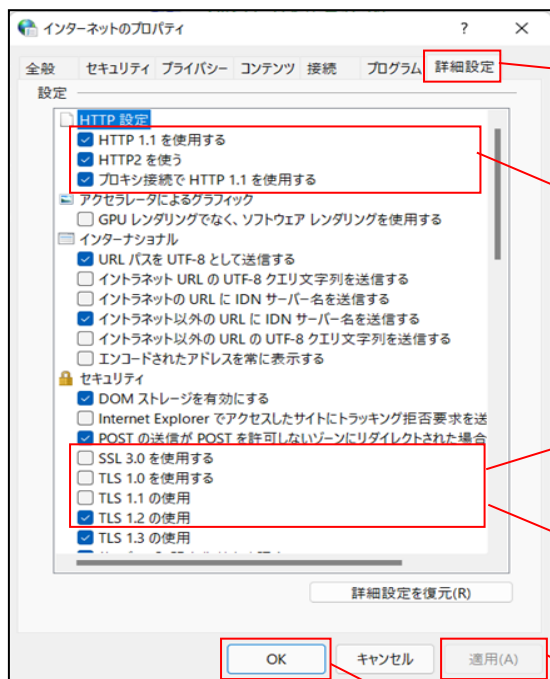 インターネットのプロパティ
?
×
全般 セキュリティ プライバシー コンテンツ 接続 プログラム 詳細設定
設定
HTTP 設定
HTTP 1.1 を使用する
HTTP2 を使う
プロキシ接続で HTTP 1.1 を使用する
アクセラレータによるグラフィック
GPU レンダリングでなく、ソフトウェア レンダリングを使用する
インターナショナル
URL パスを UTF-8 として送信する
イントラネット URL の UTF-8 クエリ文字列を送信する
イントラネットの URL に IDN サーバー名を送信する
イントラネット以外の URL に IDN サーバー名を送信する
イントラネット以外の URL の UTF-8 クエリ文字列を送信する
エンコードされたアドレスを常に表示する
セキュリティ
DOM ストレージを有効にする
Internet Explorer でアクセスしたサイトにトラッキング拒否要求を送
POST の送信が POST を許可しないゾーンにリダイレクトされた場合
SSL 3.0 を使用する
TLS 1.0 を使用する
TLS 1.1 の使用
TLS 1.2 の使用
TLS 1.3 の使用
詳細設定を復元(R)
OK キャンセル 適用(A)